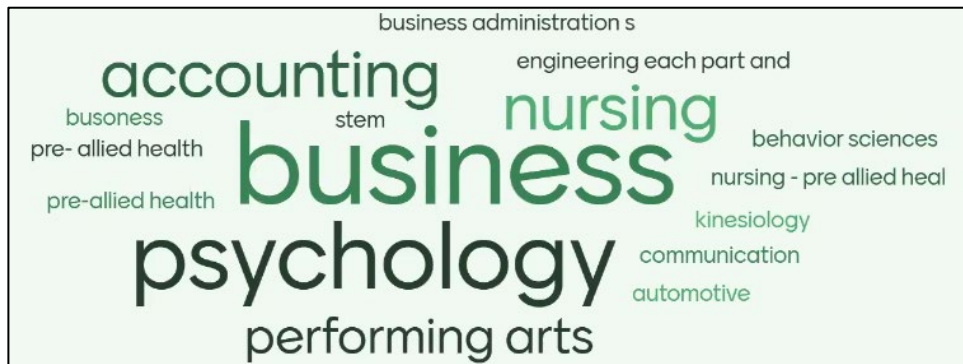 business administration s
accounting
engineering each part and
nursing
busoness
stem
business
pre- allied health
behavior sciences
nursing - pre allied heal
pre-allied health
kinesiology
psychology
communication
automotive
performing arts